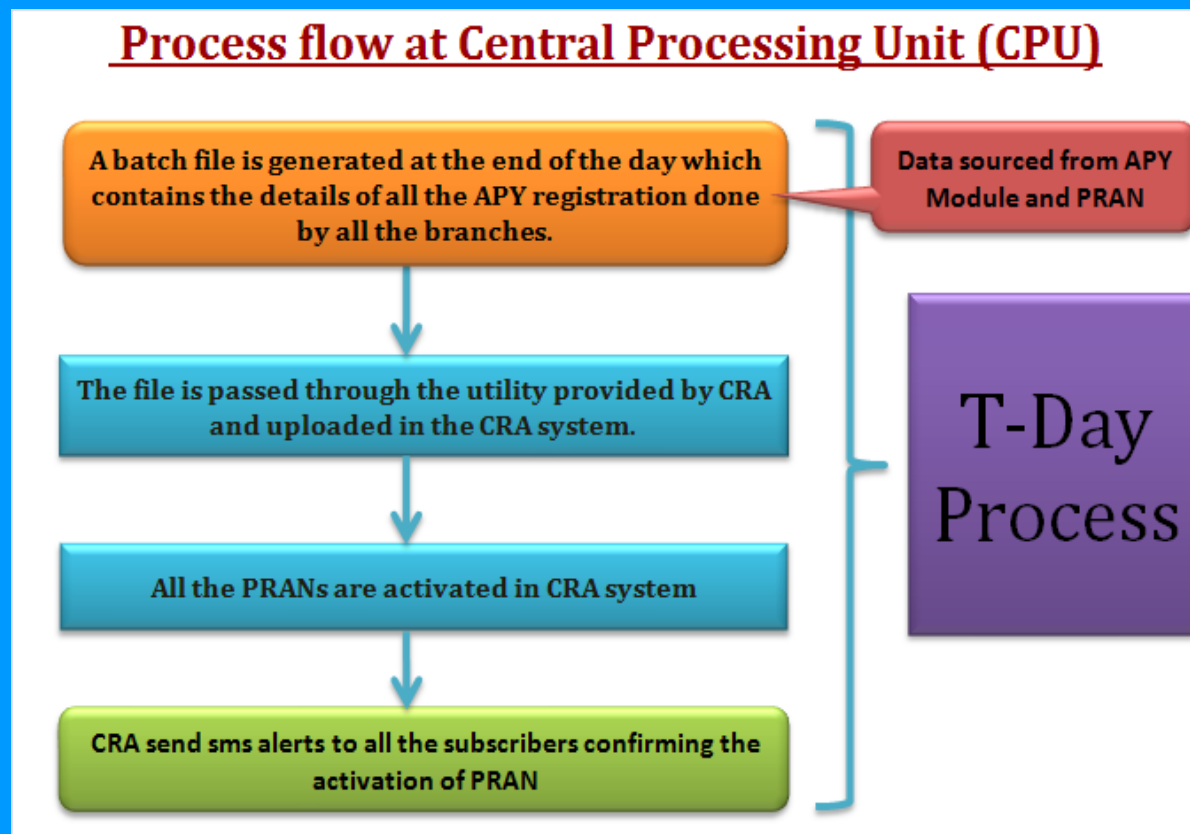 Process flow at Central Processing Unit (CPU)
A batch file is generated at the end of the day which
contains the details of all the APY registration done
by all the branches.
Data sourced from APY
Module and PRAN
The file is passed through the utility provided by CRA
and uploaded in the CRA system.
T-Day
Process
All the PRANs are activated in CRA system
CRA send sms alerts to all the subscribers confirming the
activation of PRAN